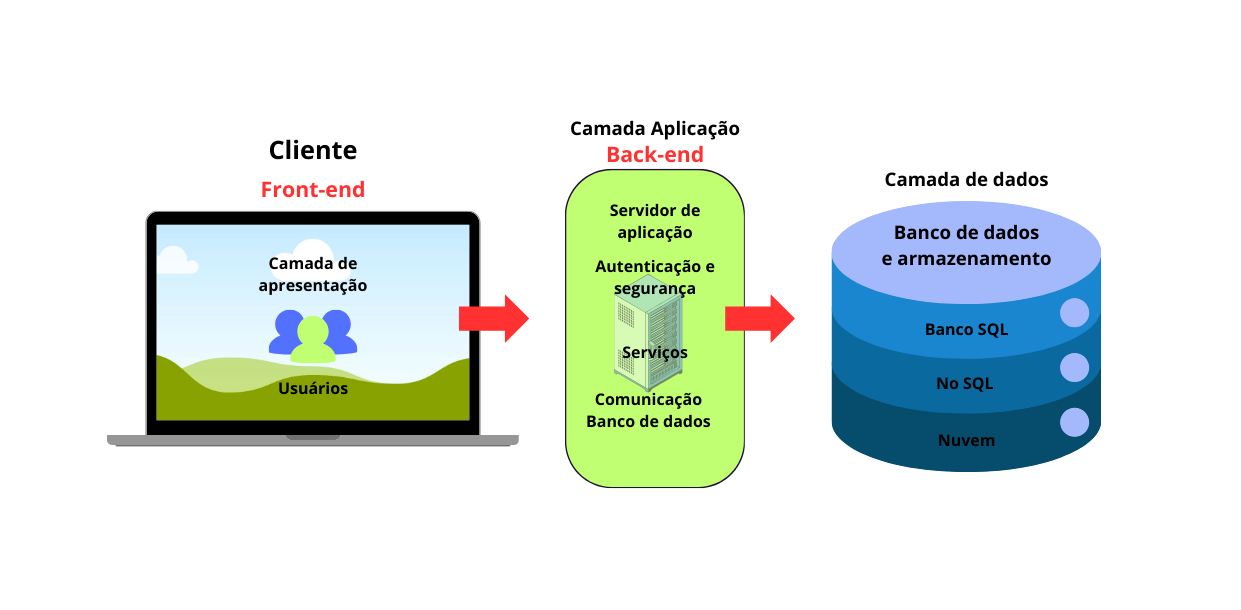 Cliente
Front-end
Camada de
apresentação
Usuários
Camada Aplicação
Back-end
Servidor de
aplicação
Autenticação e
segurança
Serviços
Comunicação
Banco de dados
Camada de dados
Banco de dados
e armazenamento
Banco SQL
No SQL
Nuvem